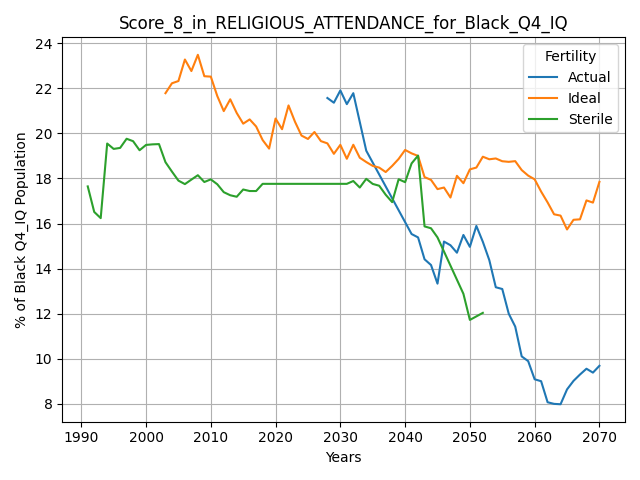 Score_8_in_RELIGIOUS_ATTENDANCE_for_Black_Q4_IQ
Fertility
Actual
Ideal
Sterile
% of Black Q4_IQ Population
24
22
20
18
16
14
12
10
8
1990 2000 2010 2020 2030 2040 2050 2060 2070
Years